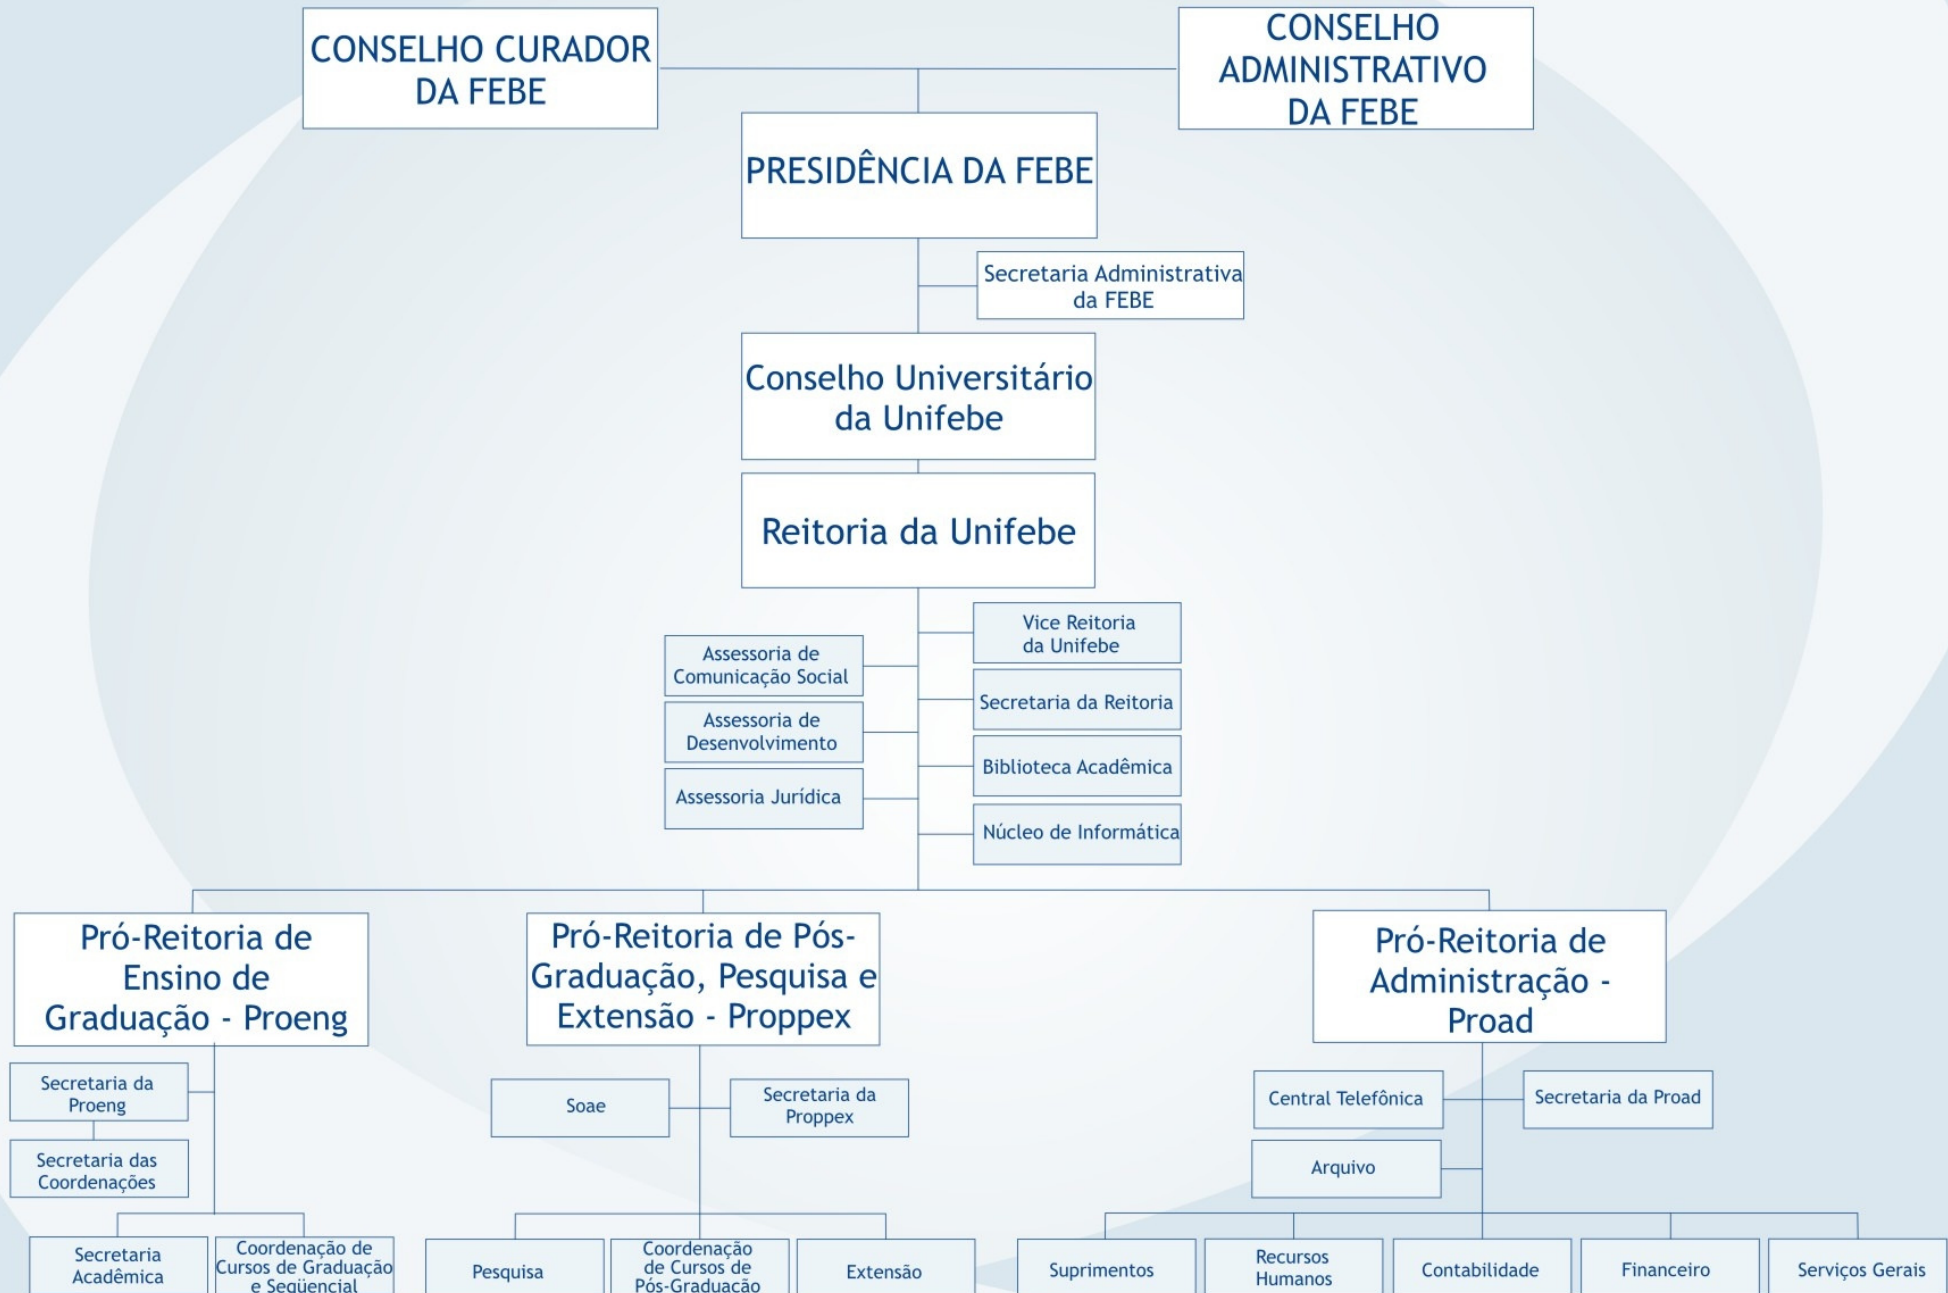 CONSELHO CURADOR
DA FEBE
CONSELHO
ADMINISTRATIVO
DA FEBE
PRESIDÊNCIA DA FEBE
Secretaria Administrativa
da FEBE
Conselho Universitário
da Unifebe
Reitoria da Unifebe
Vice Reitoria
da Unifebe
Assessoria de
Comunicação Social
Secretaria da Reitoria
Assessoria de
Desenvolvimento
Biblioteca Acadêmica
Assessoria Jurídica
Núcleo de Informática
Pró-Reitoria de
Ensino de
Graduação - Proeng
Pró-Reitoria de Pós-
Graduação, Pesquisa e
Extensão - Proppex
Pró-Reitoria de
Administração -
Proad
Secretaria da
Proeng
Secretaria das
Coordenações
Soae
Secretaria da
Proppex
Central Telefônica
Secretaria da Proad
Arquivo
Secretaria
Acadêmica
Coordenação de
Cursos de Graduação
e Seqüencial
Pesquisa
Coordenação
de Cursos de
Pós-Graduação
Extensão
Suprimentos
Recursos
Humanos
Contabilidade
Financeiro
Serviços Gerais